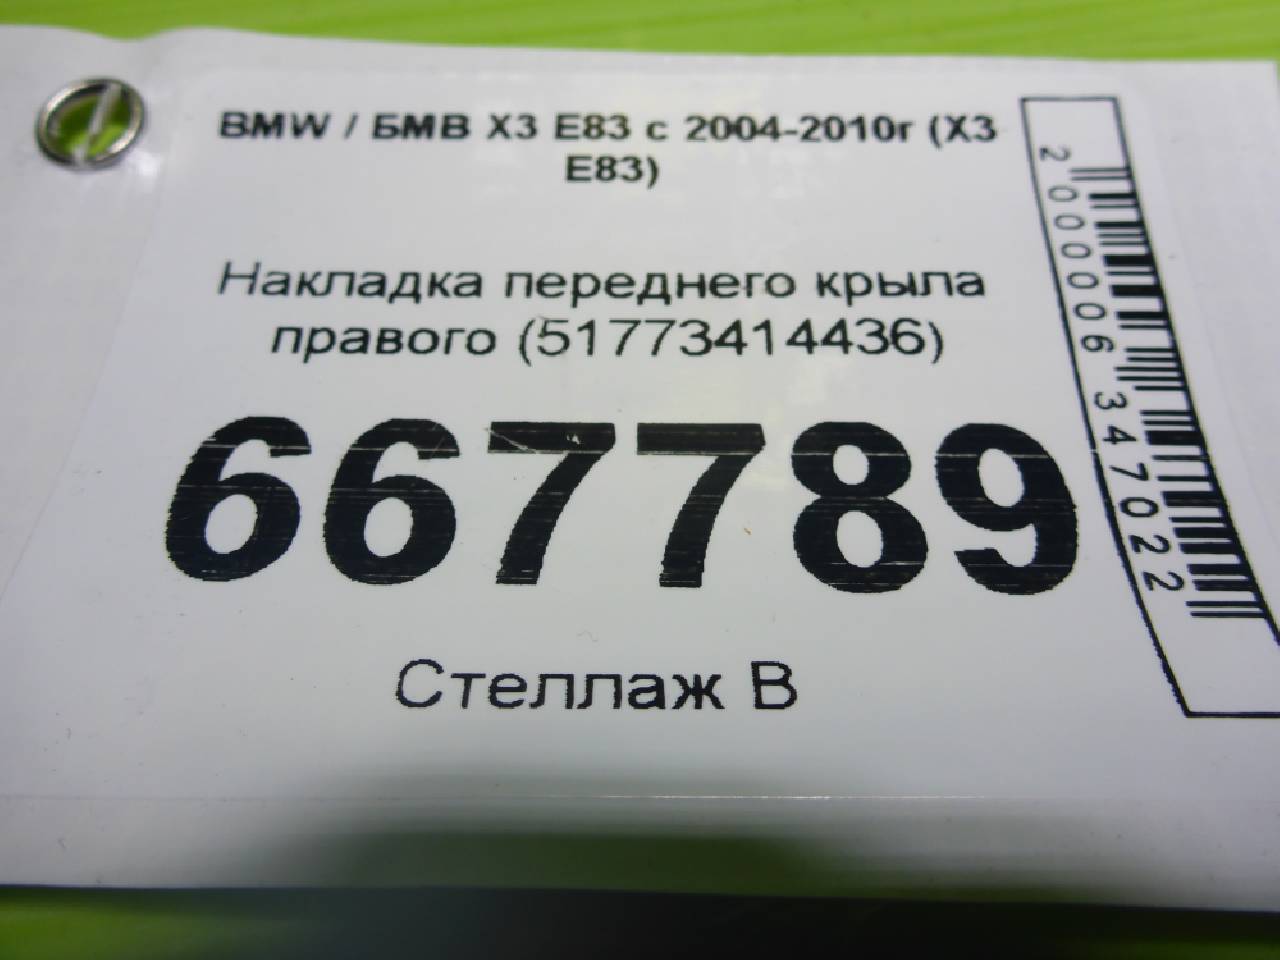 BMW / БМВ X3 E83 с 2004-2010г (X3
E83)
Накладка переднего крыла
правого (51773414436)
667789
Стеллаж В
2000006347022